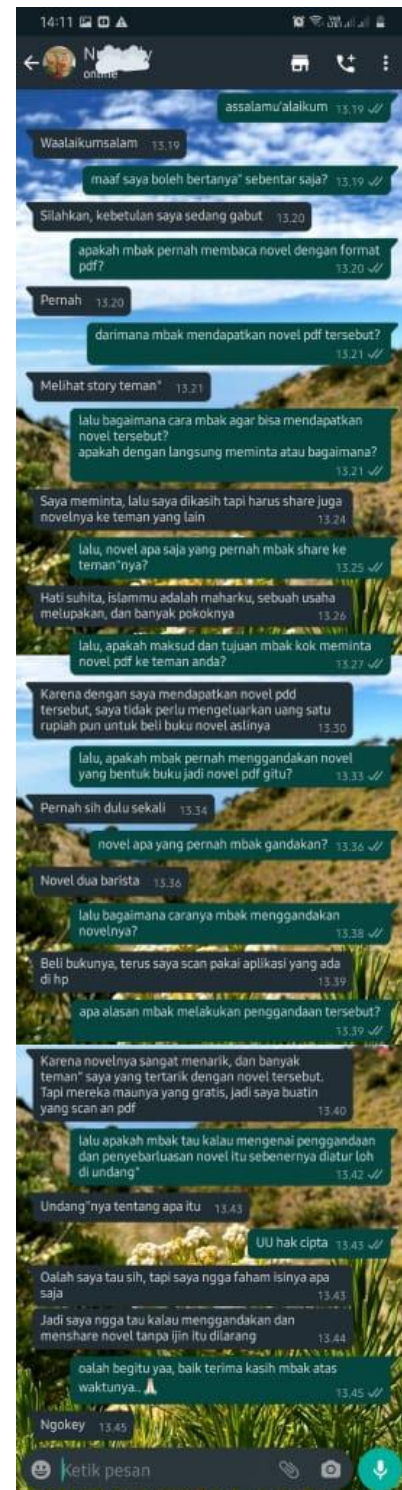 14:11
online
assalamu'alaikum 13.19
Waalaikumsalam 13.19
maaf saya boleh bertanya" sebentar saja? 13.19
Silahkan, kebetulan saya sedang gabut 13.20
apakah mbak pernah membaca novel dengan format
pdf? 13.20
Pernah 13.20
darimana mbak mendapatkan novel pdf tersebut?
13.21
Melihat story teman" 13.21
lalu bagaimana cara mbak agar bisa mendapatkan
novel tersebut?
apakah dengan langsung meminta atau bagaimana?
13.21
Saya meminta, lalu saya dikasih tapi harus share juga
novelnya ke teman yang lain 13.24
lalu, novel apa saja yang pernah mbak share ke
teman"nya? 13.25
Hati suhita, islammu adalah maharku, sebuah usaha
melupakan, dan banyak pokoknya 13.26
lalu, apakah maksud dan tujuan mbak kok meminta
novel pdf ke teman anda? 13.27
Karena dengan saya mendapatkan novel pdd
tersebut, saya tidak perlu mengeluarkan uang satu
rupiah pun untuk beli buku novel aslinya 13.30
lalu, apakah mbak pernah menggandakan novel
yang bentuk buku jadi novel pdf gitu? 13.33
Pernah sih dulu sekali 13.34
novel apa yang pernah mbak gandakan? 13.36
Novel dua barista 13.36
lalu bagaimana caranya mbak menggandakan
novelnya? 13.38
Beli bukunya, terus saya scan pakai aplikasi yang ada
di hp 13.39
apa alasan mbak melakukan penggandaan tersebut?
13.39
Karena novelnya sangat menarik, dan banyak
teman" saya yang tertarik dengan novel tersebut.
Tapi mereka maunya yang gratis, jadi saya buatin
yang scan an pdf 13.40
lalu apakah mbak tau kalau mengenai penggandaan
dan penyebarluasan novel itu sebenernya diatur loh
di undang" 13.42
Undang"nya tentang apa itu 13.43
UU hak cipta 13.43
Oalah saya tau sih, tapi saya ngga faham isinya apa
saja 13.43
Jadi saya ngga tau kalau menggandakan dan
menshare novel tanpa ijin itu dilarang 13.44
oalah begitu yaa, baik terima kasih mbak atas
waktunya.. 13.45
Ngokey 13.45
Ketik pesan